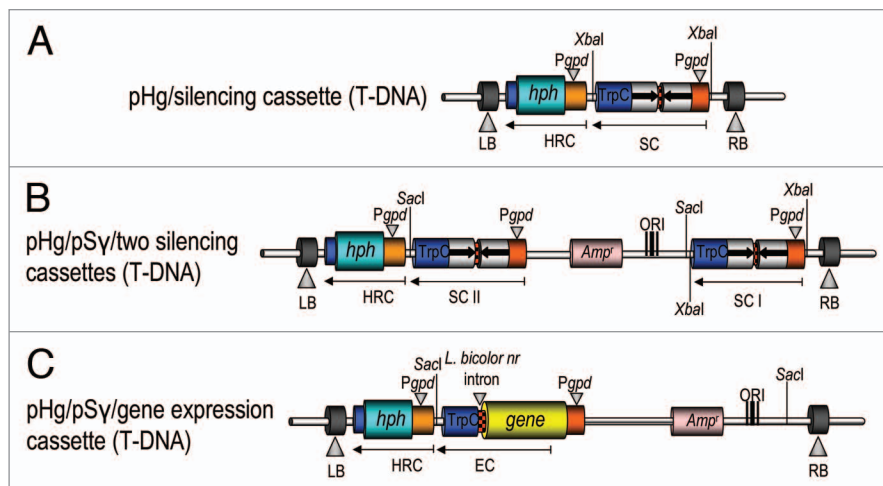 A
pHg/silencing cassette (T-DNA)
XbaI
XbaI
Pgpd
Pgpd
hph
TrpC
LB
HRC
SC
RB
B
pHg/pSγ/two silencing
cassettes (T-DNA)
SacI
SacI
XbaI
Pgpd
Pgpd
ORI
Pgpd
hph
TrpC
Ampʳ
TrpC
XbaI
LB
HRC
SC II
SC I
RB
C
pHg/pSγ/gene expression
cassette (T-DNA)
L. bicolor nr
intron
SacI
SacI
Pgpd
Pgpd
ORI
hph
TrpC
gene
Ampʳ
LB
HRC
EC
RB